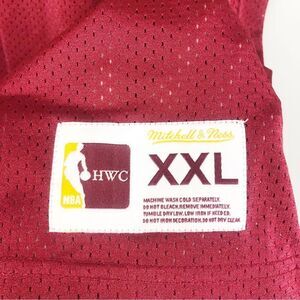 Mitchell & Ness
HWC
XXL
NBA
MACHINE WASH COLD SEPARATELY.
DO NOT BLEACH. REMOVE IMMEDIATELY.
TUMBLE DRY LOW. LOW IRON IF NEEDED.
DO NOT IRON DECORATION. DO NOT DRY CLEAN